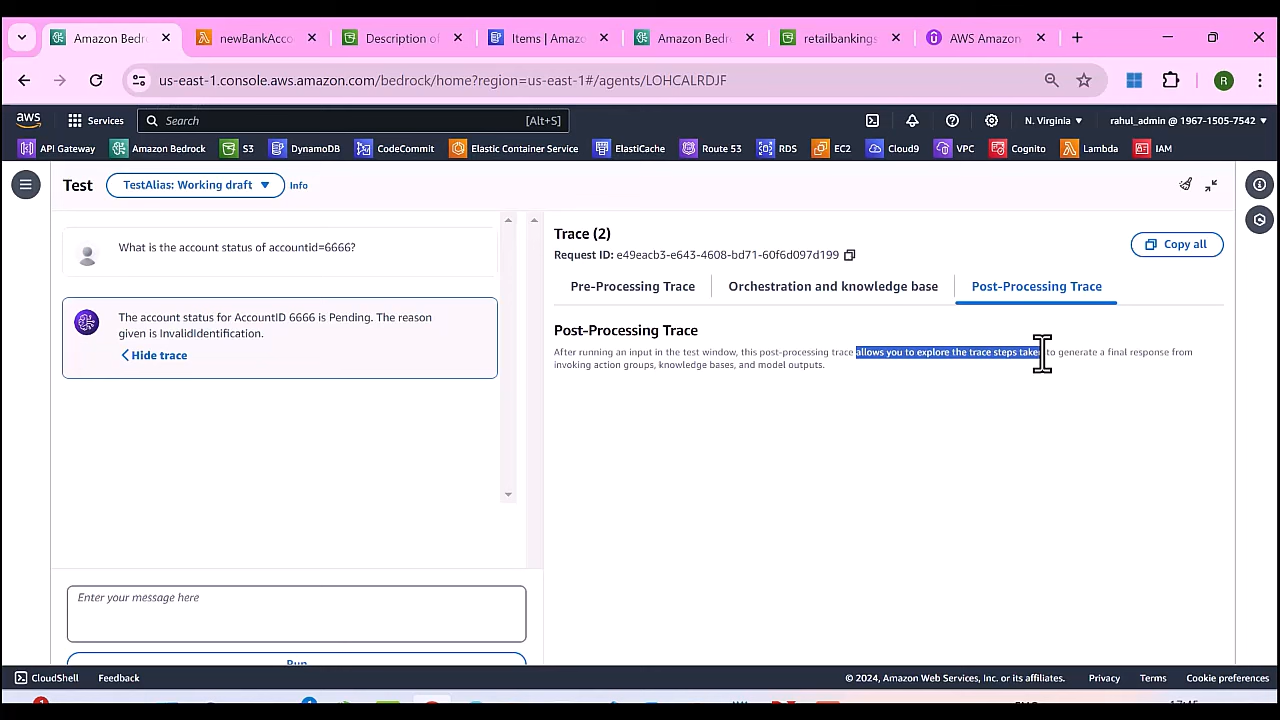 Amazon Bedr
newBankAcco
Description of
Items | Amaz
Amazon Bedr
retailbankings
AWS Amazon
us-east-1.console.aws.amazon.com/bedrock/home?region=us-east-1#/agents/LOHCALRDJF
R
aws
Services
Search
[Alt+S]
N. Virginia
rahul_admin @ 1967-1505-7542
API Gateway
Amazon Bedrock
S3
DynamoDB
CodeCommit
Elastic Container Service
ElastiCache
Route 53
RDS
EC2
Cloud9
VPC
Cognito
Lambda
IAM
Test
TestAlias: Working draft
Info
What is the account status of accountid=6666?
The account status for AccountID 6666 is Pending. The reason
given is InvalidIdentification.
Hide trace
Enter your message here
Run
Trace (2)
Request ID: e49eacb3-e643-4608-bd71-60f6d097d199
Copy all
Pre-Processing Trace
Orchestration and knowledge base
Post-Processing Trace
Post-Processing Trace
After running an input in the test window, this post-processing trace allows you to explore the trace steps taken to generate a final response from
invoking action groups, knowledge bases, and model outputs.
CloudShell
Feedback
© 2024, Amazon Web Services, Inc. or its affiliates.
Privacy
Terms
Cookie preferences